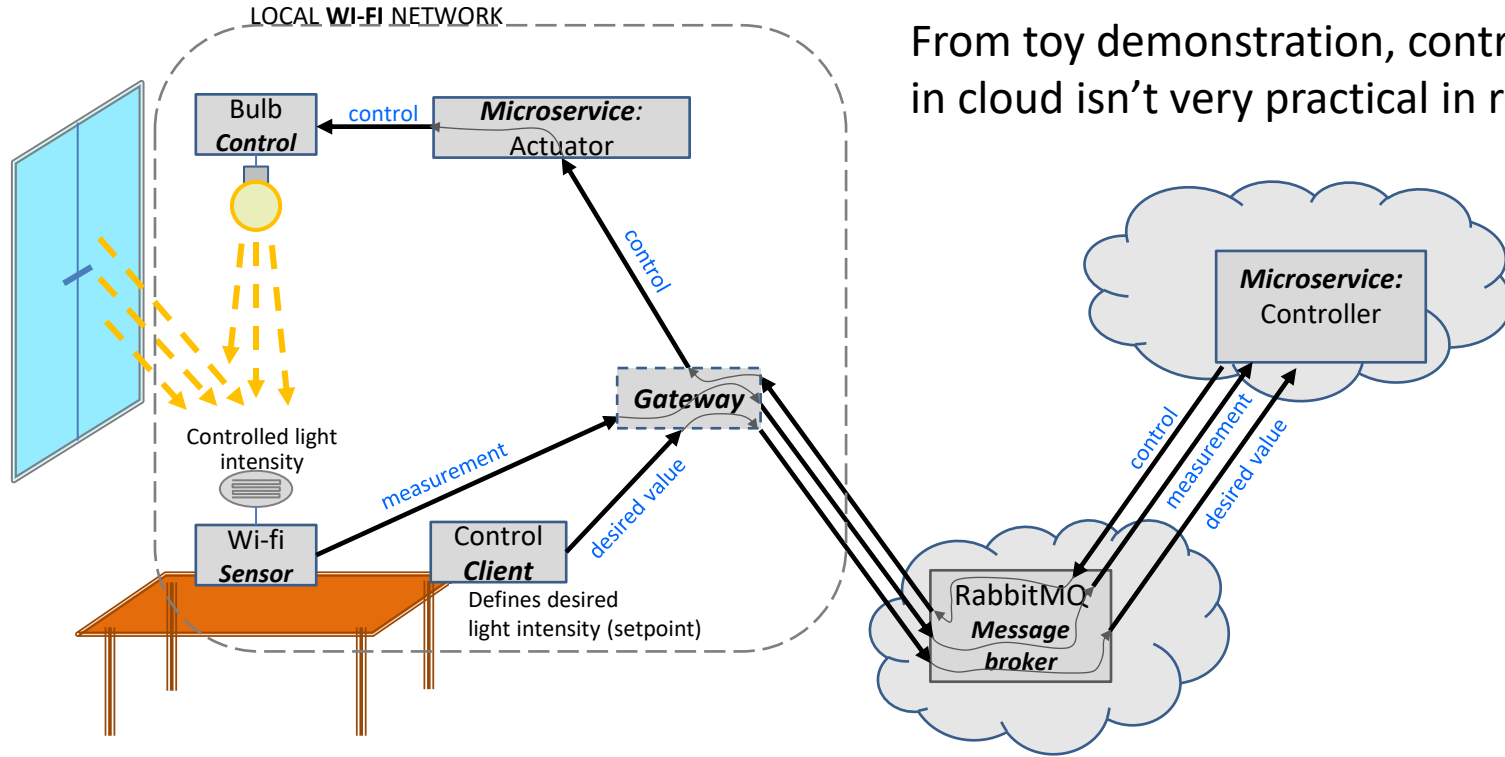 LOCAL WI-FI NETWORK
From toy demonstration, contr
in cloud isn’t very practical in r
Bulb
Control
control
Microservice:
Actuator
control
Microservice:
Controller
Gateway
Controlled light
intensity
measurement
desired value
control
measurement
desired value
Wi-fi
Sensor
Control
Client
Defines desired
light intensity (setpoint)
RabbitMQ
Message
broker